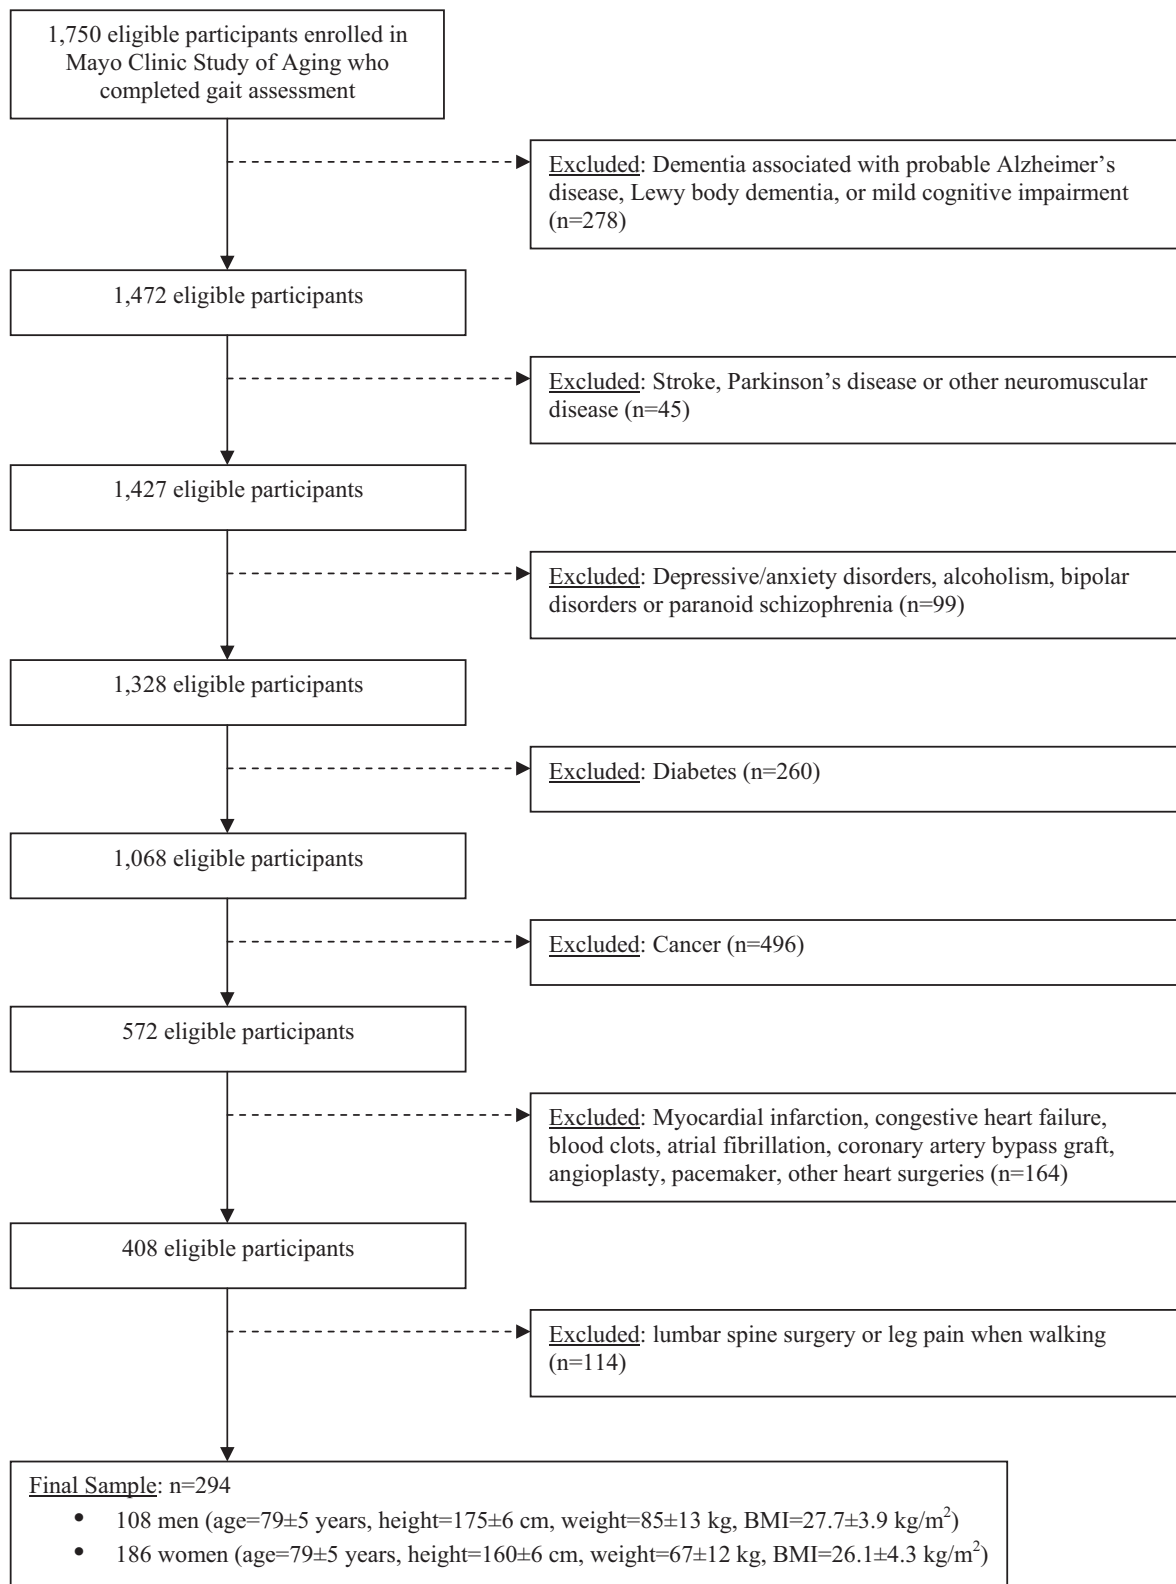 1,750 eligible participants enrolled in
Mayo Clinic Study of Aging who
completed gait assessment
Excluded: Dementia associated with probable Alzheimer’s
disease, Lewy body dementia, or mild cognitive impairment
(n=278)
1,472 eligible participants
Excluded: Stroke, Parkinson’s disease or other neuromuscular
disease (n=45)
1,427 eligible participants
Excluded: Depressive/anxiety disorders, alcoholism, bipolar
disorders or paranoid schizophrenia (n=99)
1,328 eligible participants
Excluded: Diabetes (n=260)
1,068 eligible participants
Excluded: Cancer (n=496)
572 eligible participants
Excluded: Myocardial infarction, congestive heart failure,
blood clots, atrial fibrillation, coronary artery bypass graft,
angioplasty, pacemaker, other heart surgeries (n=164)
408 eligible participants
Excluded: lumbar spine surgery or leg pain when walking
(n=114)
Final Sample: n=294
• 108 men (age=79±5 years, height=175±6 cm, weight=85±13 kg, BMI=27.7±3.9 kg/m²)
• 186 women (age=79±5 years, height=160±6 cm, weight=67±12 kg, BMI=26.1±4.3 kg/m²)